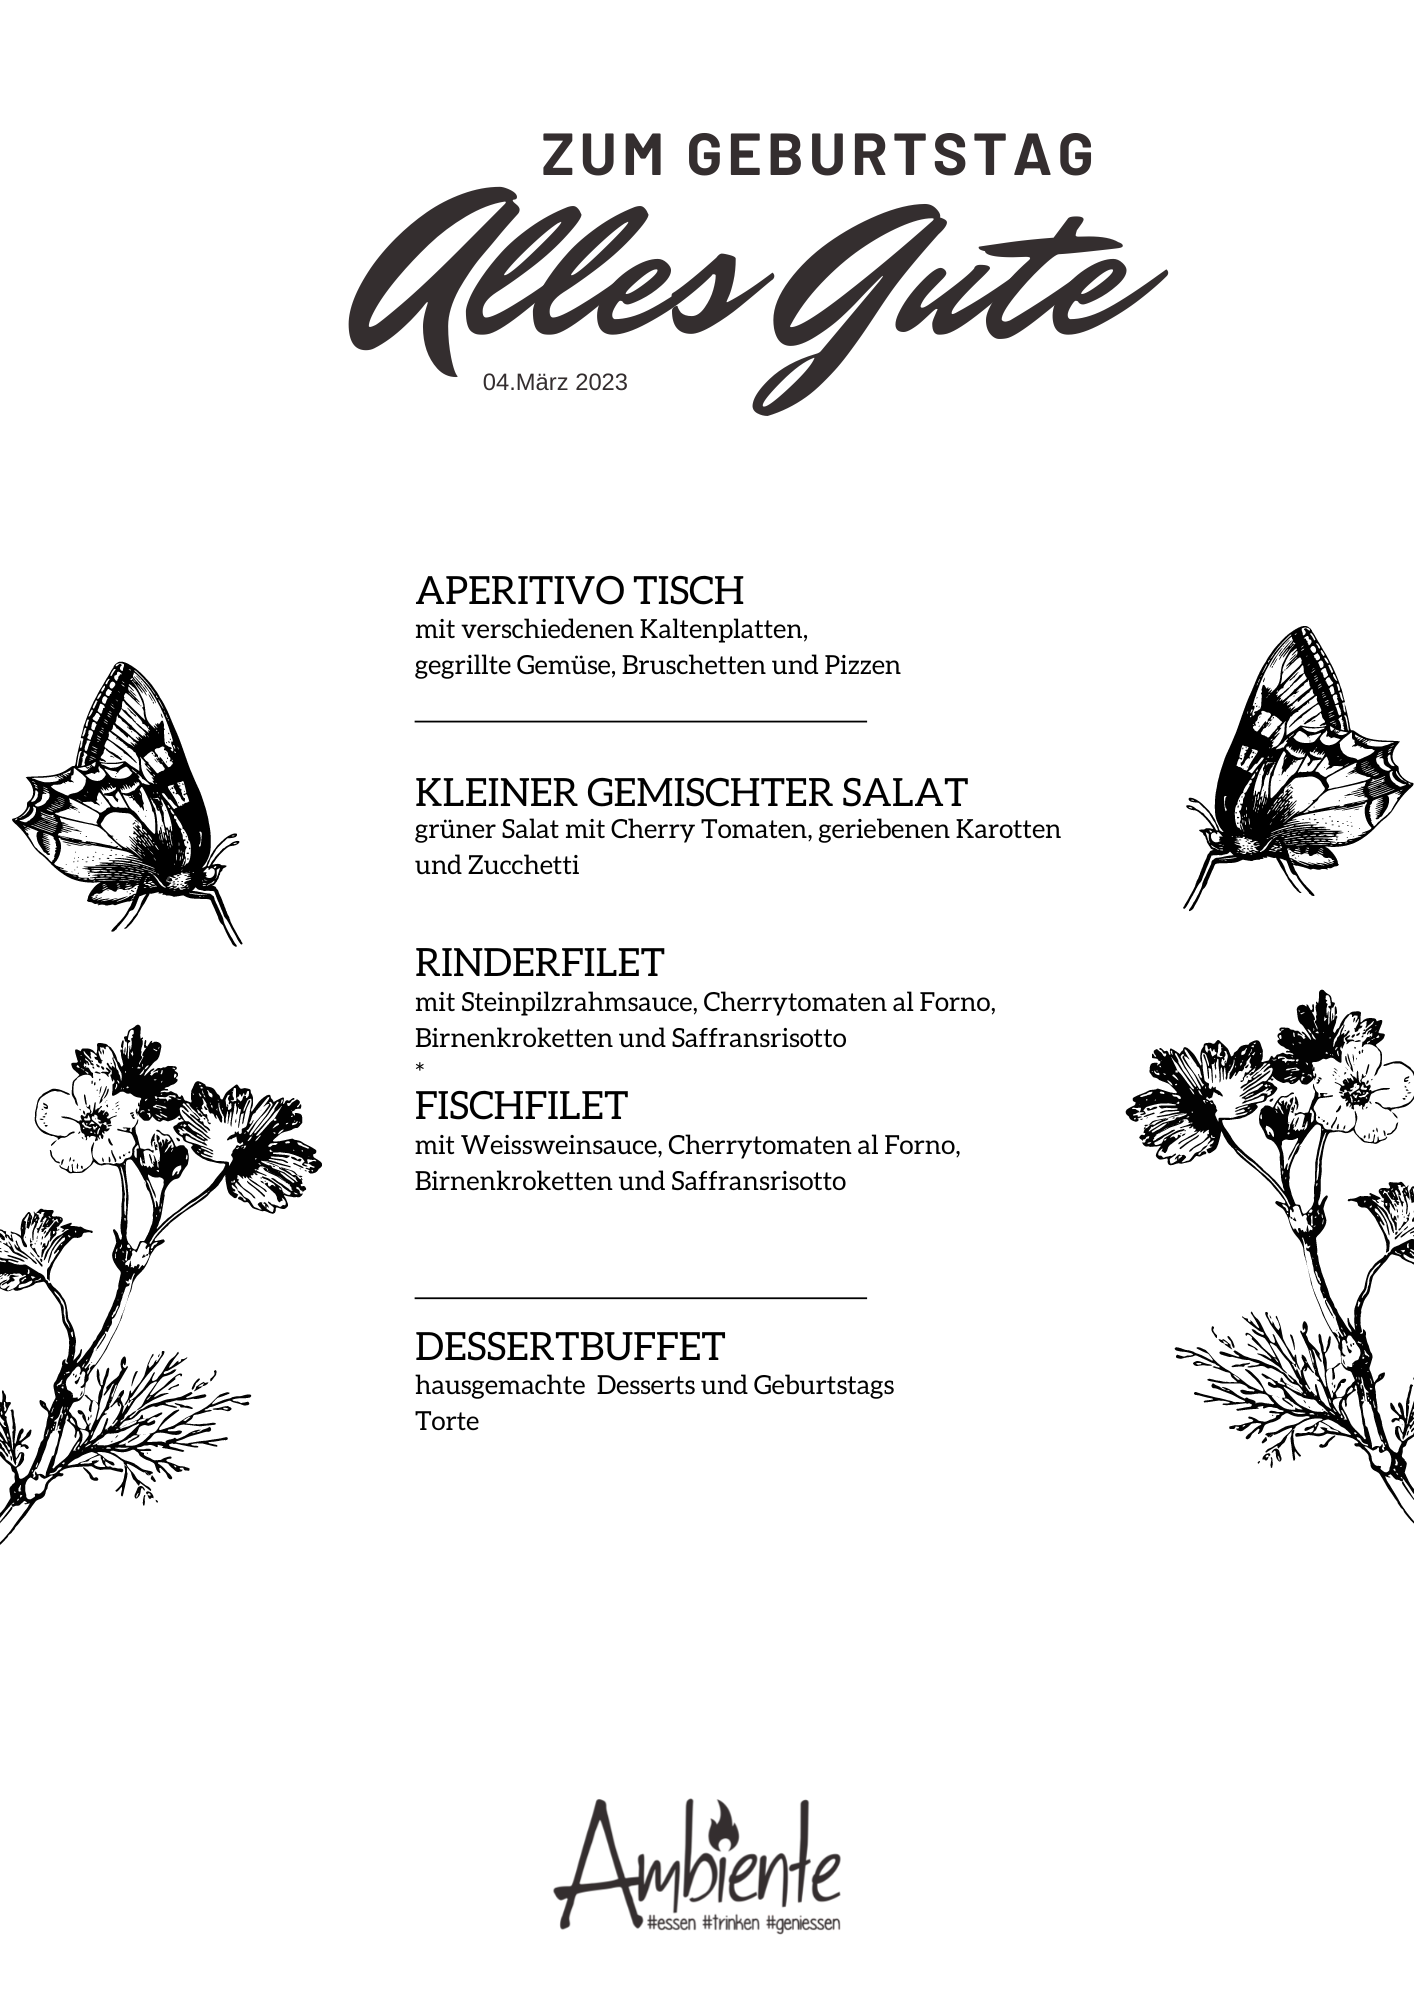 ZUM GEBURTSTAG
Alles Gute
04.März 2023
APERITIVO TISCH
mit verschiedenen Kaltenplatten,
gegrillte Gemüse, Bruschetten und Pizzen
KLEINER GEMISCHTER SALAT
grüner Salat mit Cherry Tomaten, geriebenen Karotten
und Zucchetti
RINDERFILET
mit Steinpilzrahmsauce, Cherrytomaten al Forno,
Birnenkroketten und Saffransrisotto
*
FISCHFILET
mit Weissweinsauce, Cherrytomaten al Forno,
Birnenkroketten und Saffransrisotto
DESSERTBUFFET
hausgemachte  Desserts und Geburtstags
Torte
Ambiente
#essen #trinken #geniessen